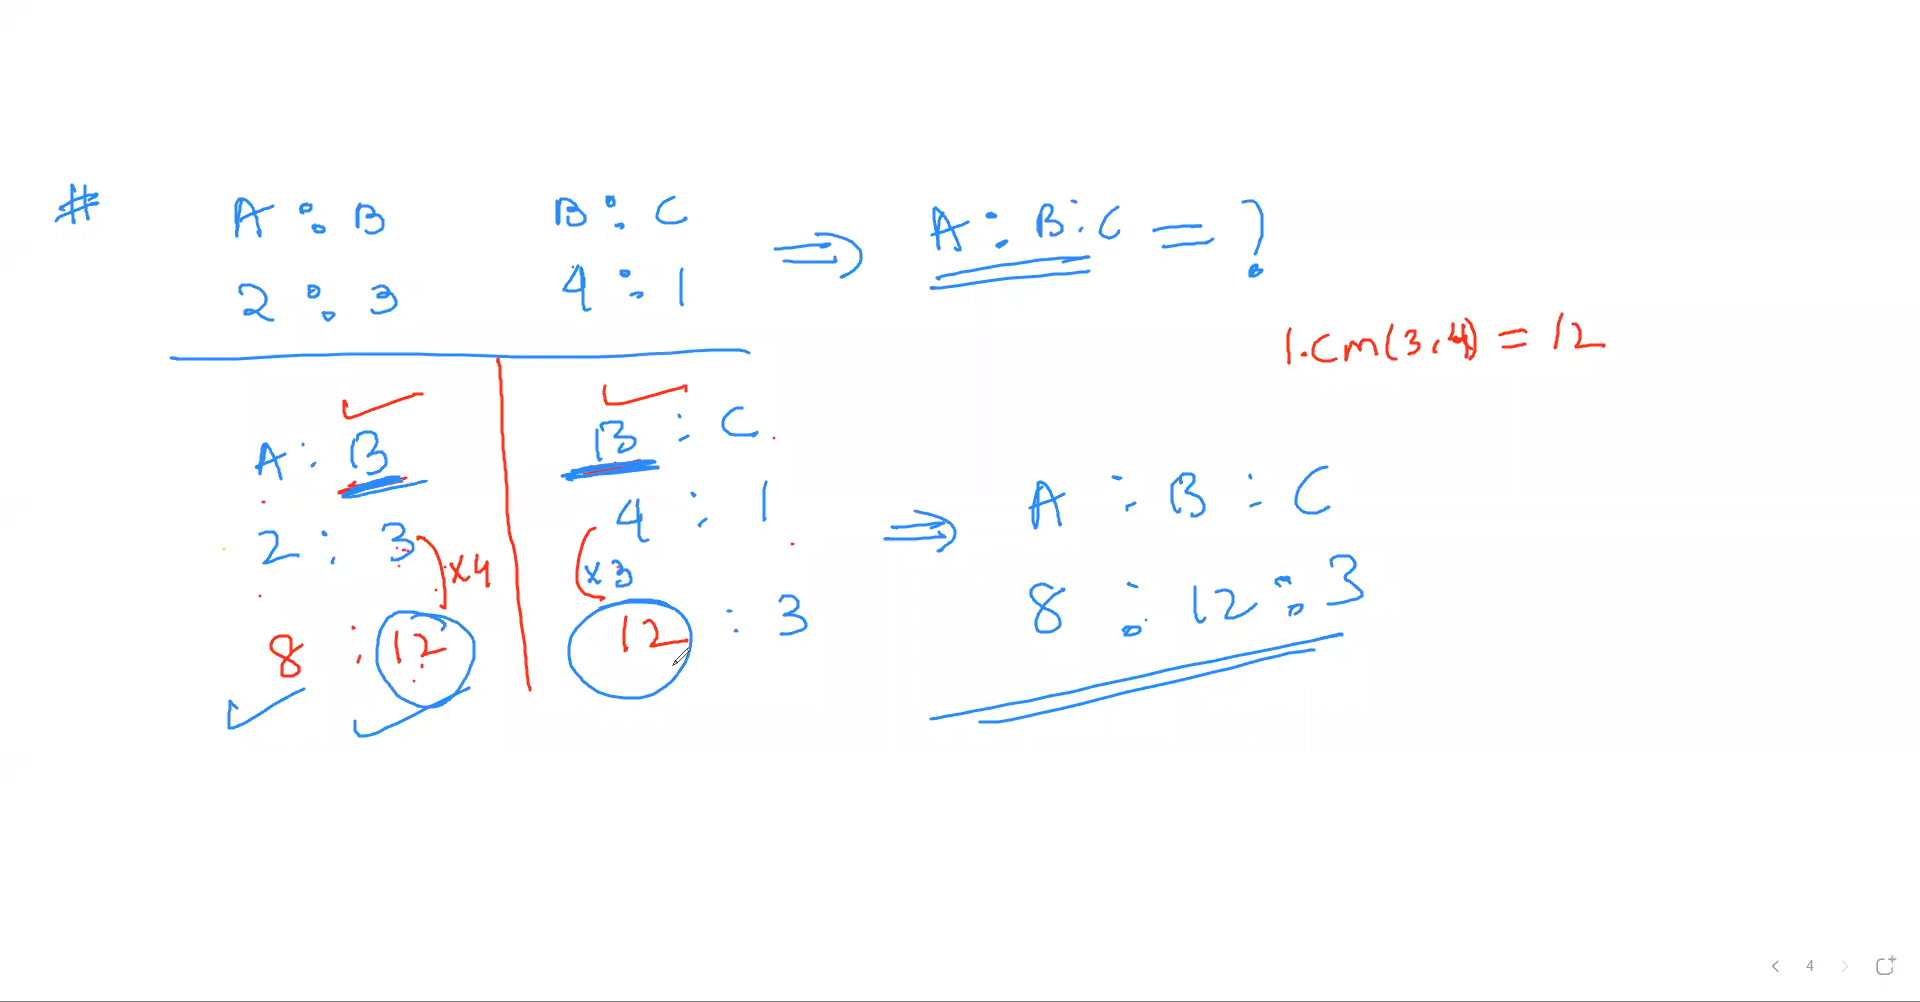 # A : B B : C ⇒ A : B : C = ?
2 : 3 4 : 1
l.cm(3,4) = 12
A : B B : C
2 : 3 4 : 1 ⇒ A : B : C
×4 ×3
8 : 12 12 : 3 8 : 12 : 3
4